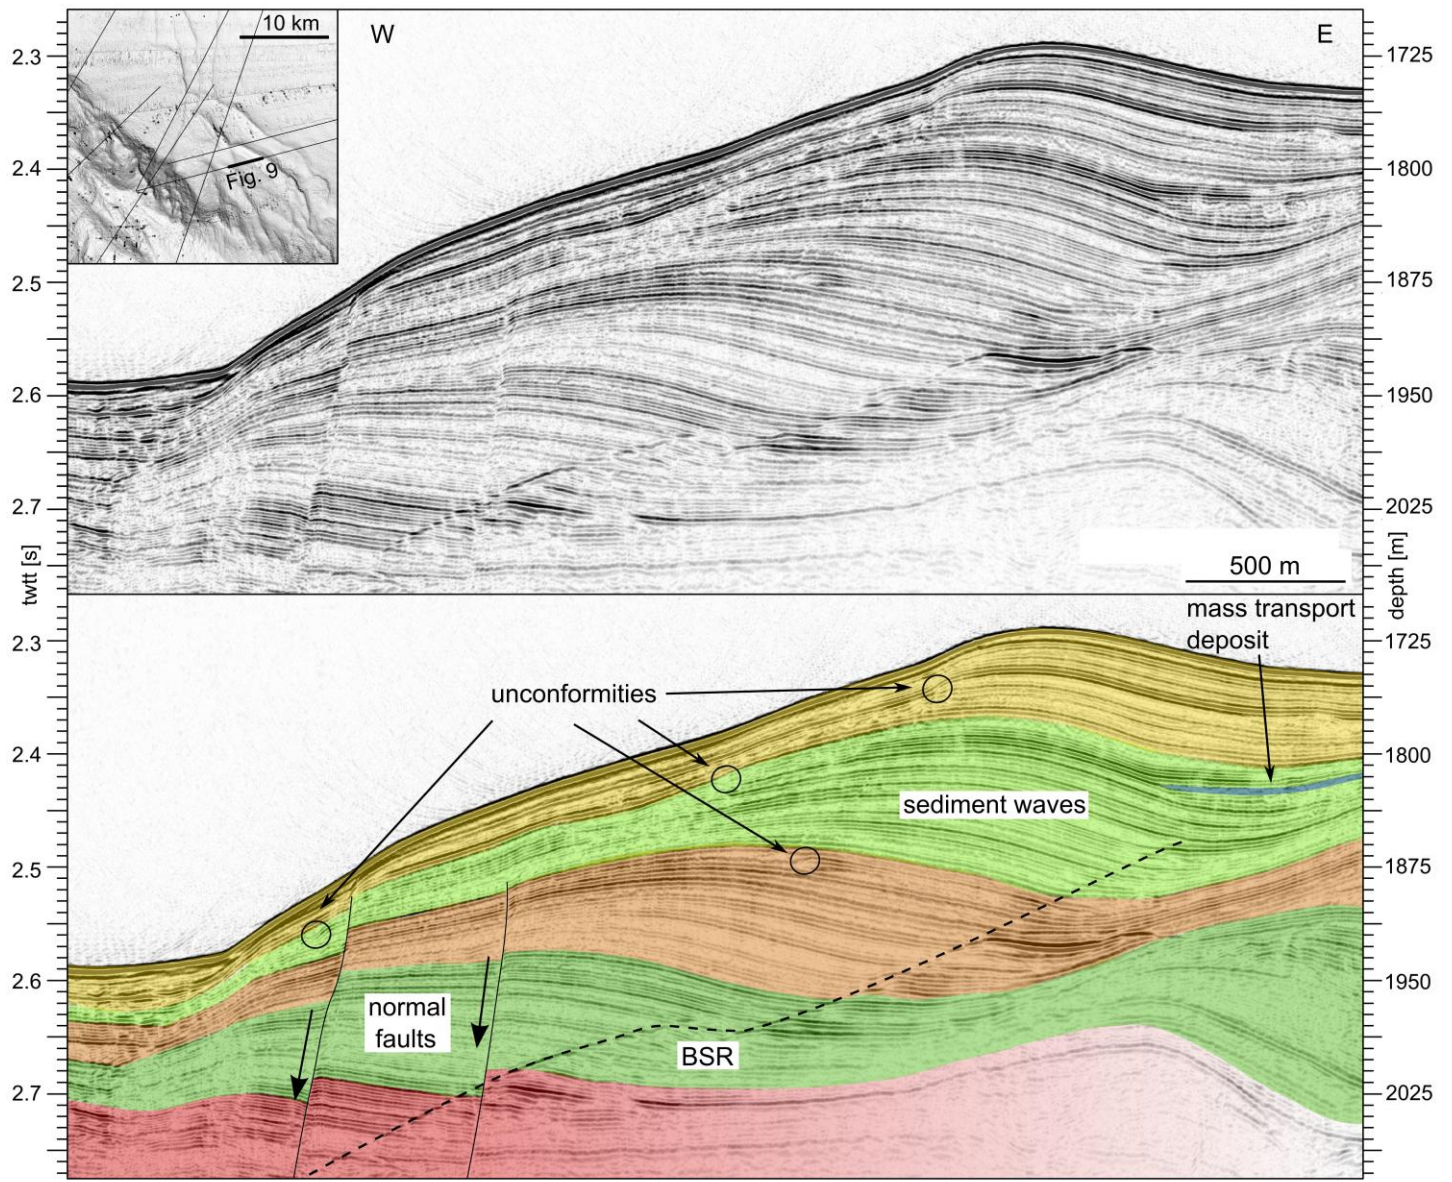 10 km
Fig. 9
W
E
2.3
2.4
2.5
2.6
2.7
twtt [s]
1725
1800
1875
1950
2025
depth [m]
500 m
mass transport
deposit
unconformities
sediment waves
normal
faults
BSR
2.3
2.4
2.5
2.6
2.7
1725
1800
1875
1950
2025